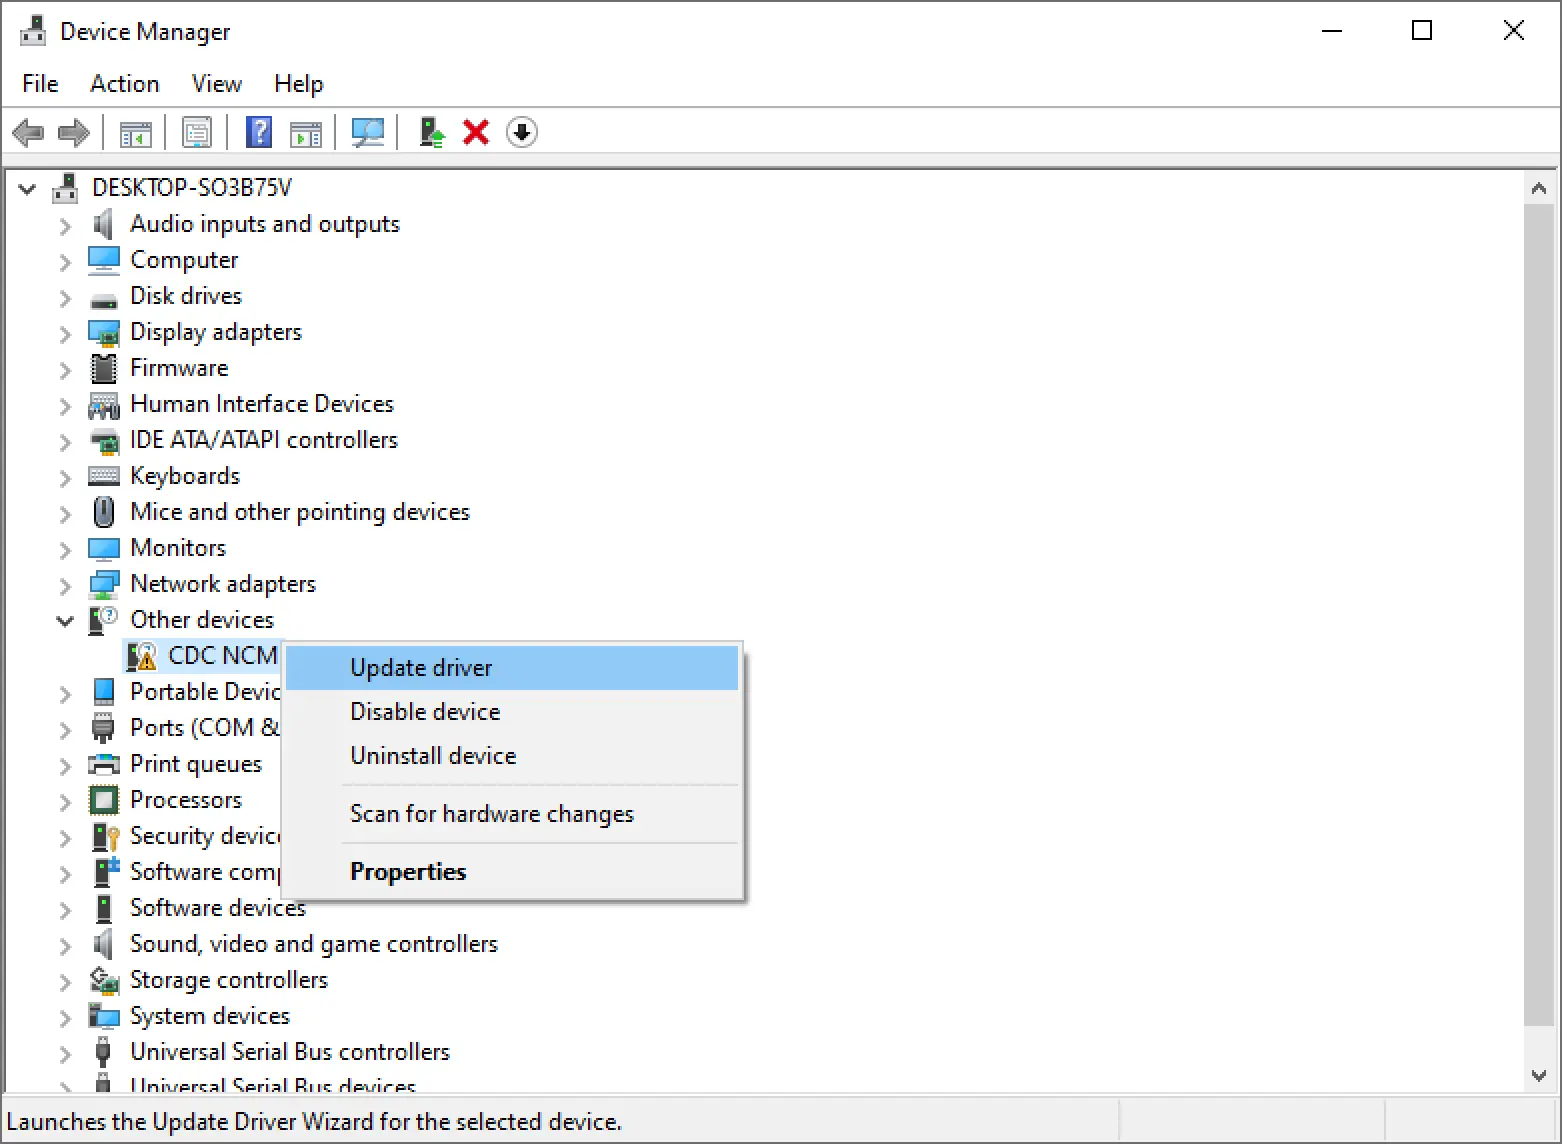 Device Manager
File Action View Help
DESKTOP-SO3B75V
Audio inputs and outputs
Computer
Disk drives
Display adapters
Firmware
Human Interface Devices
IDE ATA/ATAPI controllers
Keyboards
Mice and other pointing devices
Monitors
Network adapters
Other devices
CDC NCM
Update driver
Portable Devic
Disable device
Ports (COM &
Uninstall device
Print queues
Processors
Scan for hardware changes
Security devic
Software comp
Properties
Software devices
Sound, video and game controllers
Storage controllers
System devices
Universal Serial Bus controllers
Universal Serial Bus devices
Launches the Update Driver Wizard for the selected device.